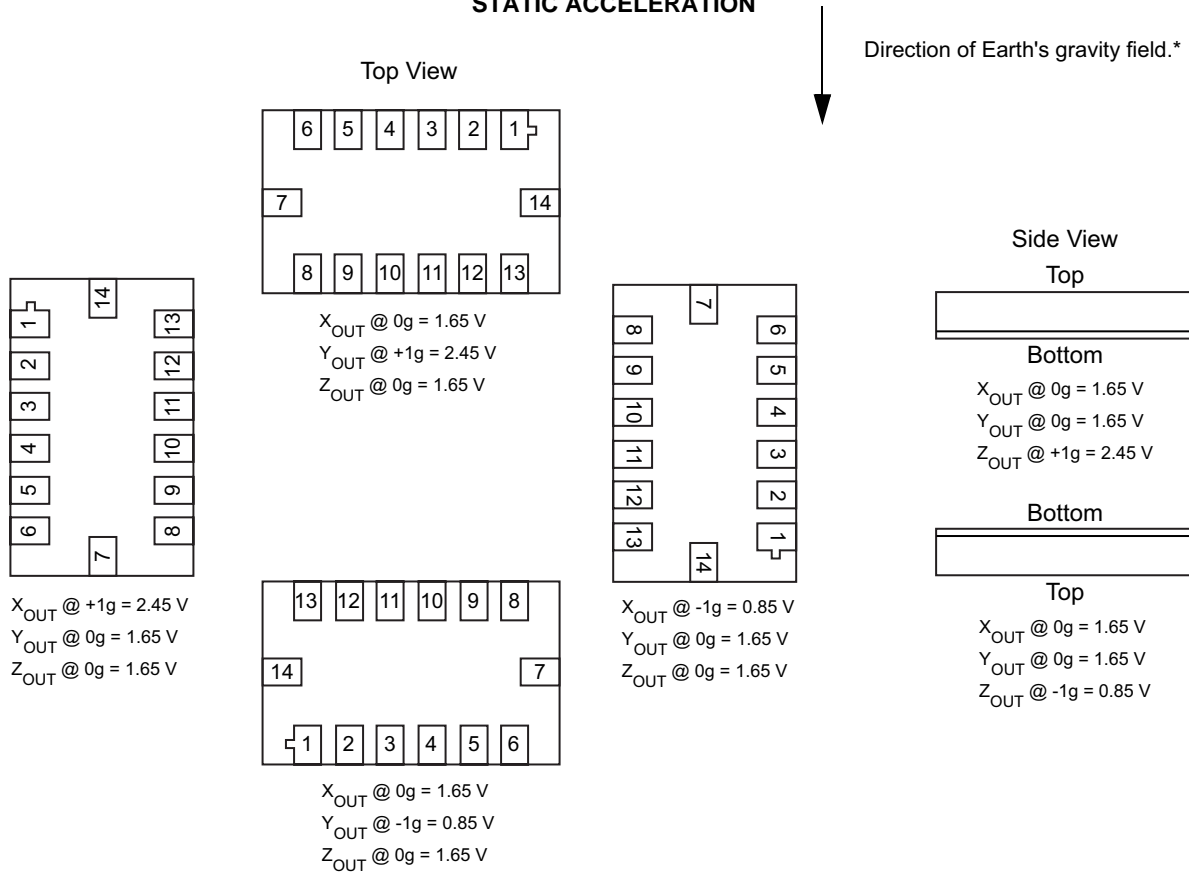 STATIC ACCELERATION
Direction of Earth's gravity field.*
Top View
6 5 4 3 2 1
7 14
8 9 10 11 12 13
XOUT @ 0g = 1.65 V
YOUT @ +1g = 2.45 V
ZOUT @ 0g = 1.65 V
14
1 13
2 12
3 11
4 10
5 9
6 8
7
XOUT @ +1g = 2.45 V
YOUT @ 0g = 1.65 V
ZOUT @ 0g = 1.65 V
13 12 11 10 9 8
14 7
1 2 3 4 5 6
XOUT @ 0g = 1.65 V
YOUT @ -1g = 0.85 V
ZOUT @ 0g = 1.65 V
7
8 6
9 5
10 4
11 3
12 2
13 1
14
XOUT @ -1g = 0.85 V
YOUT @ 0g = 1.65 V
ZOUT @ 0g = 1.65 V
Side View
Top
Bottom
XOUT @ 0g = 1.65 V
YOUT @ 0g = 1.65 V
ZOUT @ +1g = 2.45 V
Bottom
Top
XOUT @ 0g = 1.65 V
YOUT @ 0g = 1.65 V
ZOUT @ -1g = 0.85 V